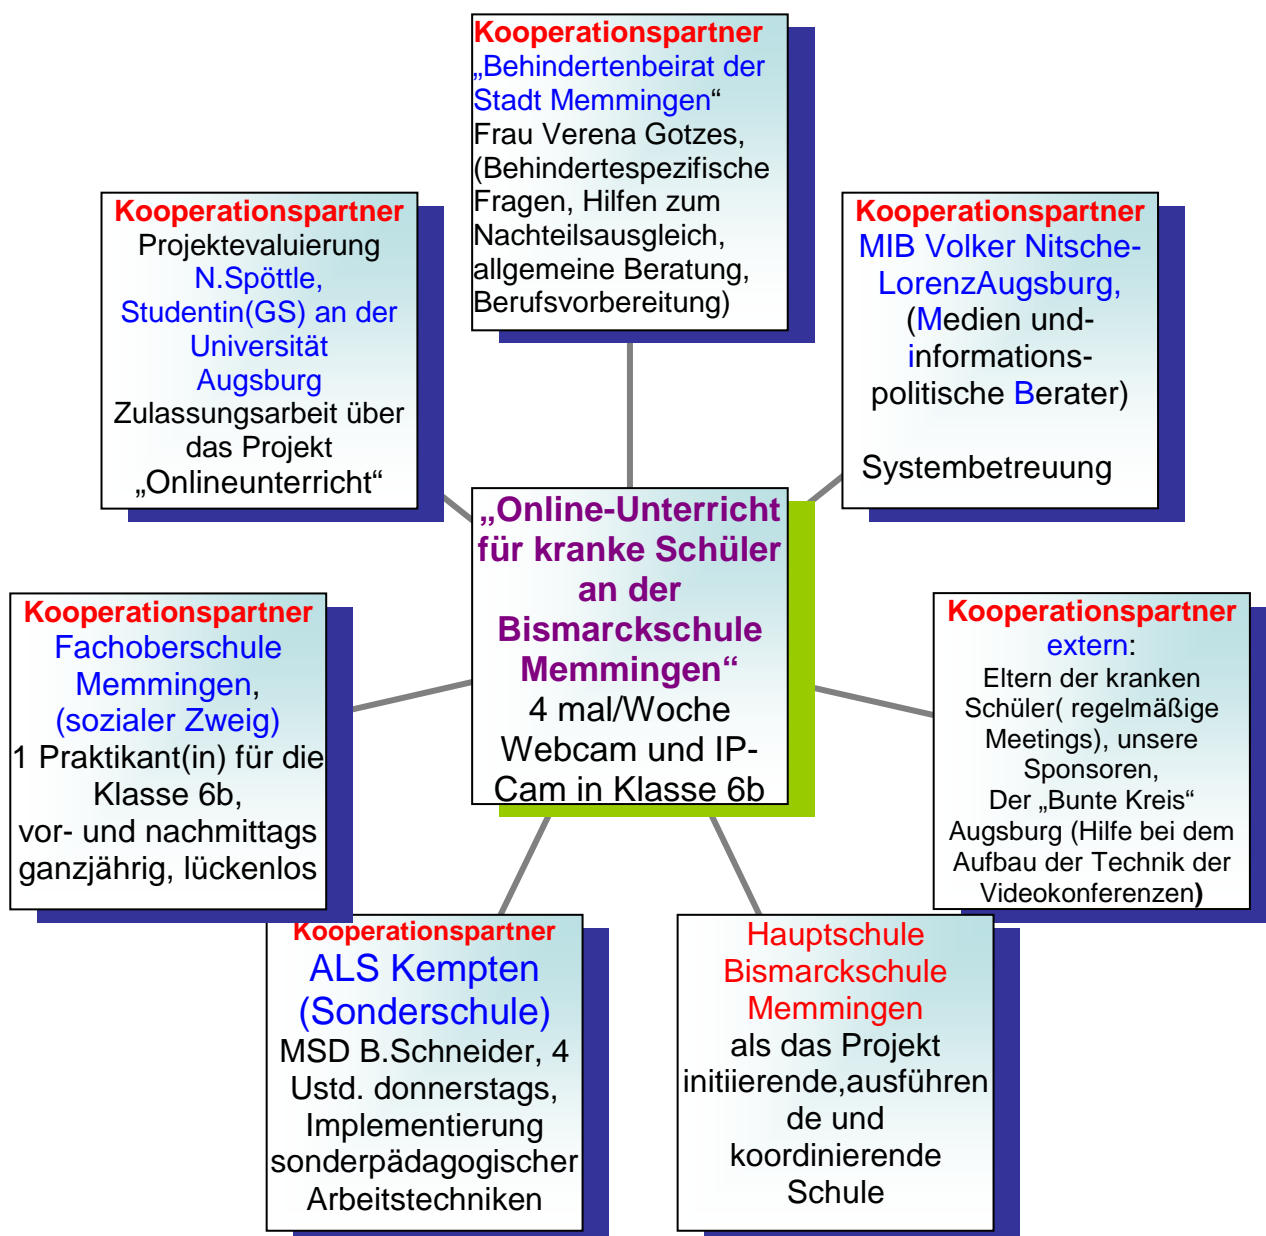 Kooperationspartner
„Behindertenbeirat der
Stadt Memmingen“
Frau Verena Gotzes,
(Behindertespezifische
Fragen, Hilfen zum
Nachteilsausgleich,
allgemeine Beratung,
Berufsvorbereitung)
Kooperationspartner
Projektevaluierung
N.Spöttle,
Studentin(GS) an der
Universität
Augsburg
Zulassungsarbeit über
das Projekt
„Onlineunterricht“
Kooperationspartner
MIB Volker Nitsche-
LorenzAugsburg,
(Medien und-
informations-
politische Berater)
Systembetreuung
„Online-Unterricht
für kranke Schüler
an der
Bismarckschule
Memmingen“
4 mal/Woche
Webcam und IP-
Cam in Klasse 6b
Kooperationspartner
Fachoberschule
Memmingen,
(sozialer Zweig)
1 Praktikant(in) für die
Klasse 6b,
vor- und nachmittags
ganzjährig, lückenlos
Kooperationspartner
extern:
Eltern der kranken
Schüler( regelmäßige
Meetings), unsere
Sponsoren,
Der „Bunte Kreis“
Augsburg (Hilfe bei dem
Aufbau der Technik der
Videokonferenzen)
Kooperationspartner
ALS Kempten
(Sonderschule)
MSD B.Schneider, 4
Ustd. donnerstags,
Implementierung
sonderpädagogischer
Arbeitstechniken
Hauptschule
Bismarckschule
Memmingen
als das Projekt
initiierende,ausführen
de und
koordinierende
Schule